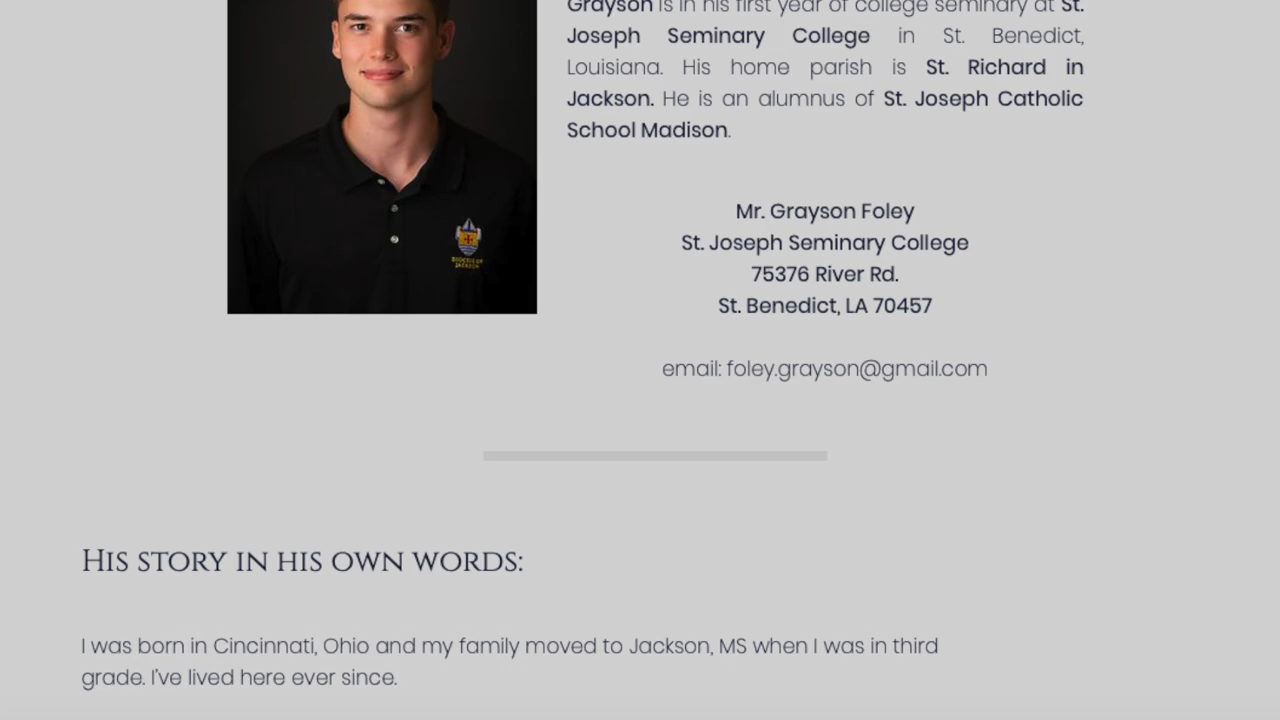 Grayson is in his first year of college seminary at St.
Joseph Seminary College in St. Benedict,
Louisiana. His home parish is St. Richard in
Jackson. He is an alumnus of St. Joseph Catholic
School Madison.
DIOCESE OF
JACKSON
Mr. Grayson Foley
St. Joseph Seminary College
75376 River Rd.
St. Benedict, LA 70457
email: foley.grayson@gmail.com
His story in his own words:
I was born in Cincinnati, Ohio and my family moved to Jackson, MS when I was in third
grade. I've lived here ever since.